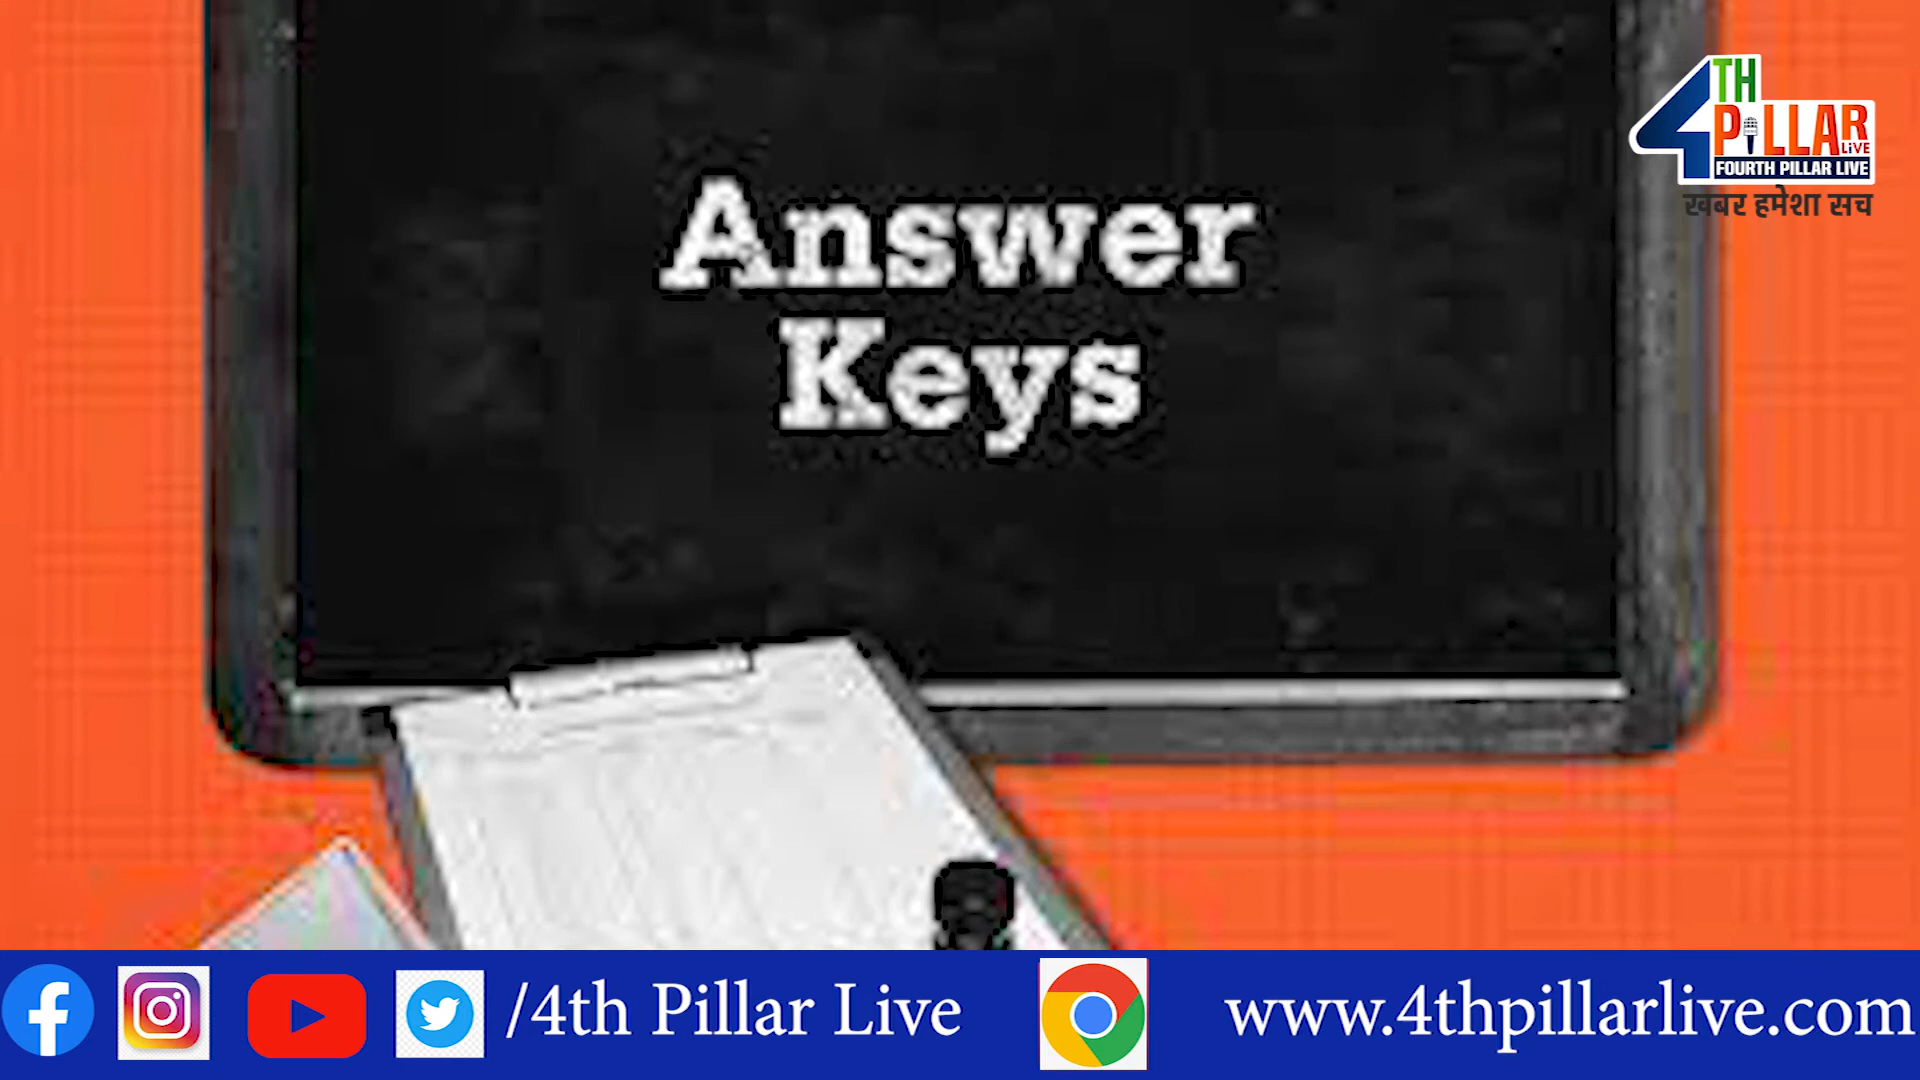 Answer
Keys
4TH
PILLAR
LIVE
FOURTH PILLAR LIVE
खबर हमेशा सच
/4th Pillar Live
www.4thpillarlive.com